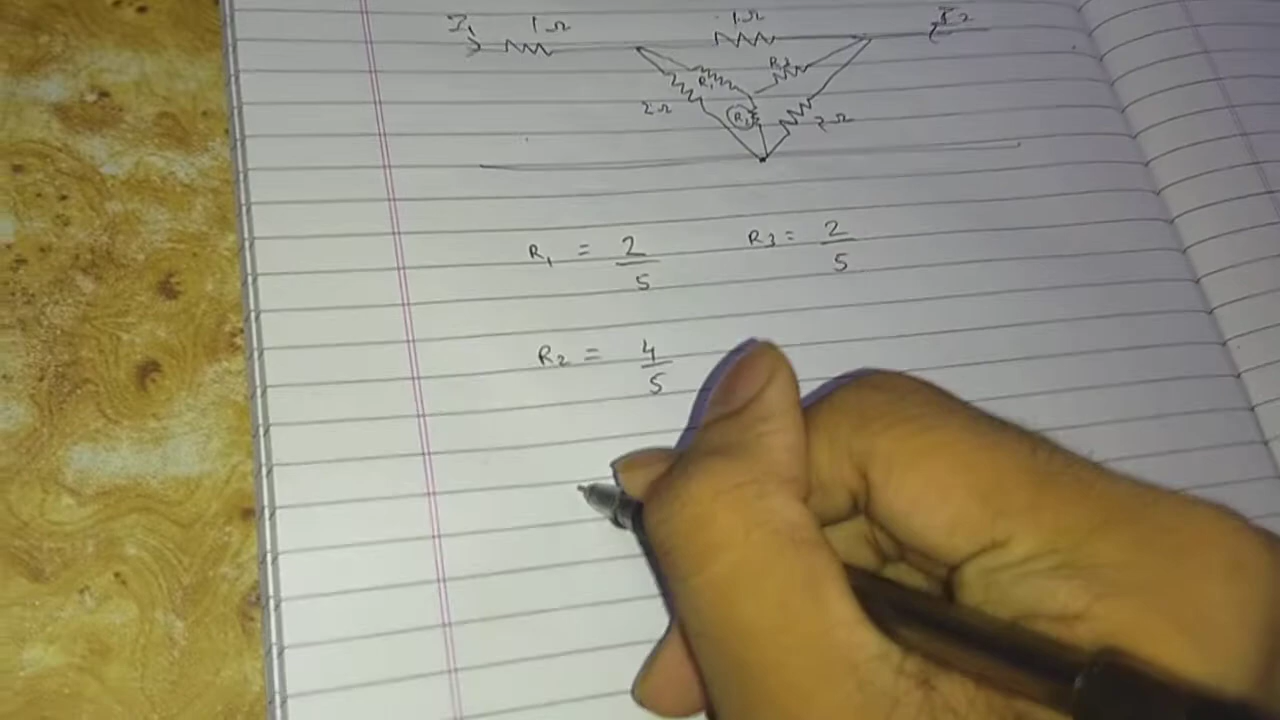 I1 1Ω 1Ω I2
R1 R3
2Ω R2 2Ω
R1 = 2/5 R3 = 2/5
R2 = 4/5